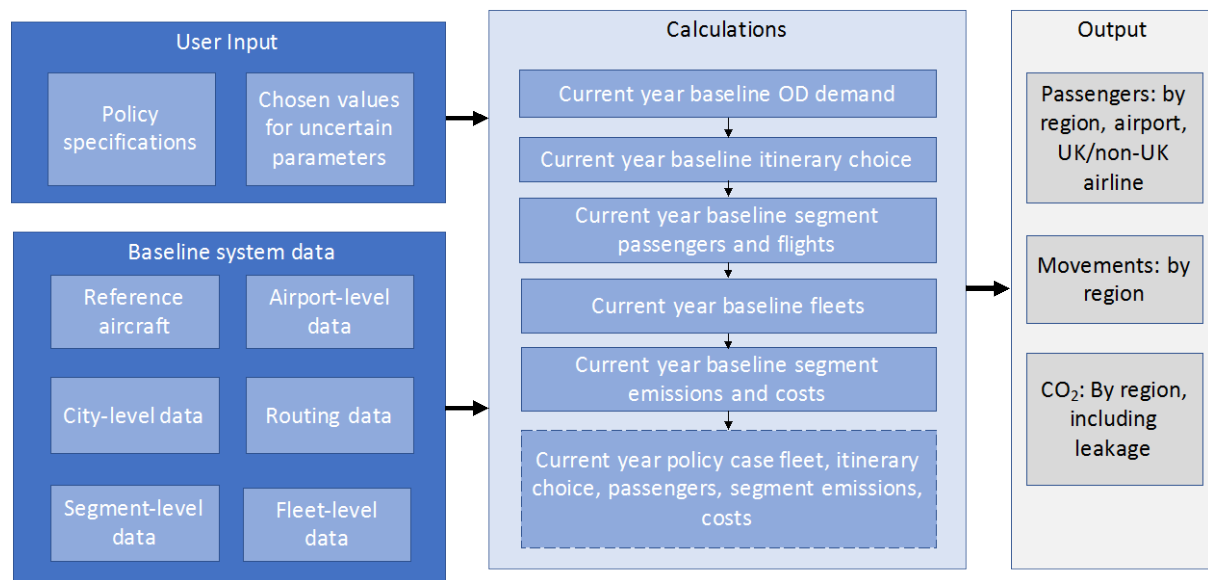 User Input
Policy
specifications
Chosen values
for uncertain
parameters
Baseline system data
Reference
aircraft
Airport-level
data
City-level data
Routing data
Segment-level
data
Fleet-level
data
Calculations
Current year baseline OD demand
Current year baseline itinerary choice
Current year baseline segment
passengers and flights
Current year baseline fleets
Current year baseline segment
emissions and costs
Current year policy case fleet, itinerary
choice, passengers, segment emissions,
costs
Output
Passengers: by
region, airport,
UK/non-UK
airline
Movements: by
region
CO₂: By region,
including
leakage